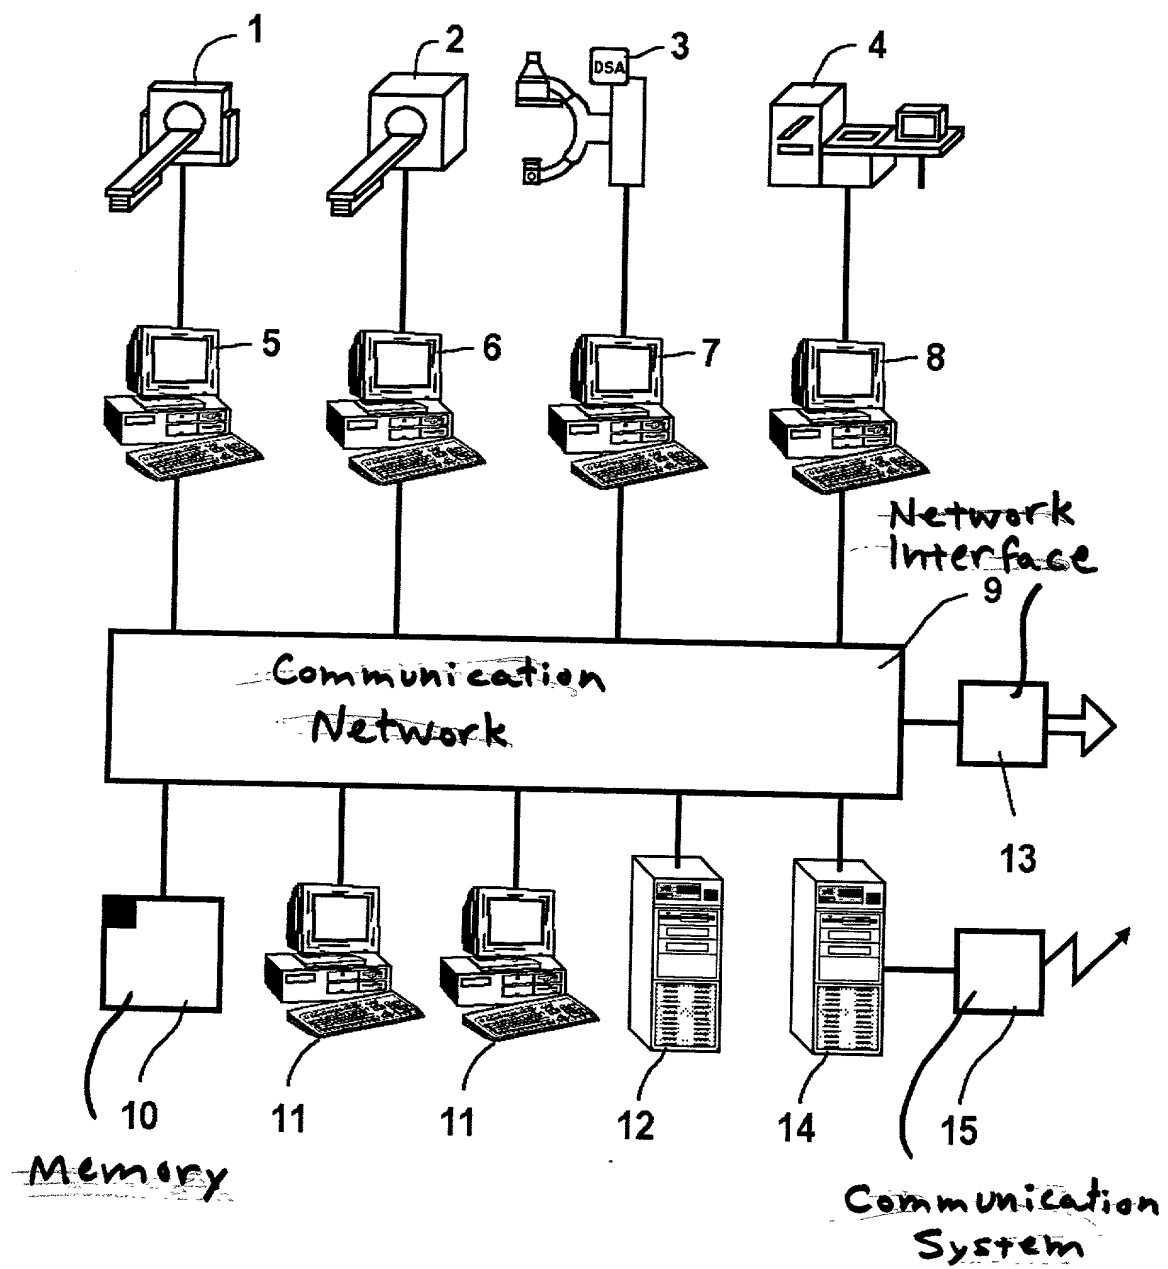 1
2
3
4
DSA
5
6
7
8
Network
Interface
9
Communication
Network
13
10
11
11
12
14
15
Memory
Communication
System